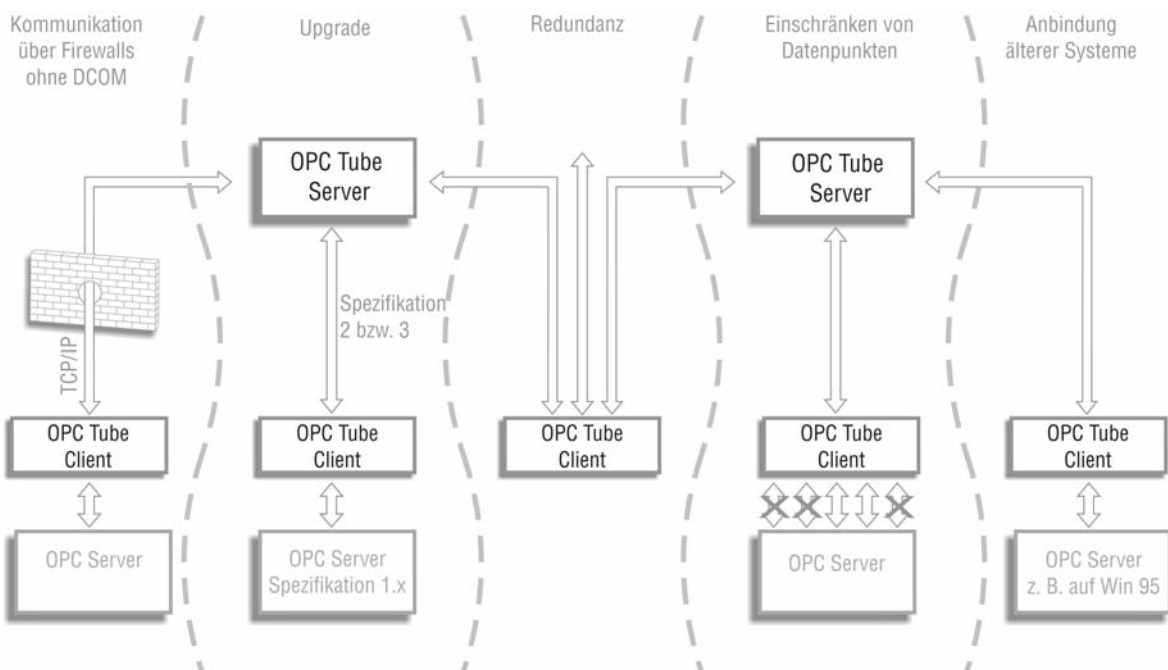 Kommunikation
über Firewalls
ohne DCOM
Upgrade
Redundanz
Einschränken von
Datenpunkten
Anbindung
älterer Systeme
OPC Tube
Server
OPC Tube
Server
Spezifikation
2 bzw. 3
TCP/IP
OPC Tube
Client
OPC Tube
Client
OPC Tube
Client
OPC Tube
Client
OPC Tube
Client
OPC Server
OPC Server
Spezifikation 1.x
OPC Server
OPC Server
z. B. auf Win 95